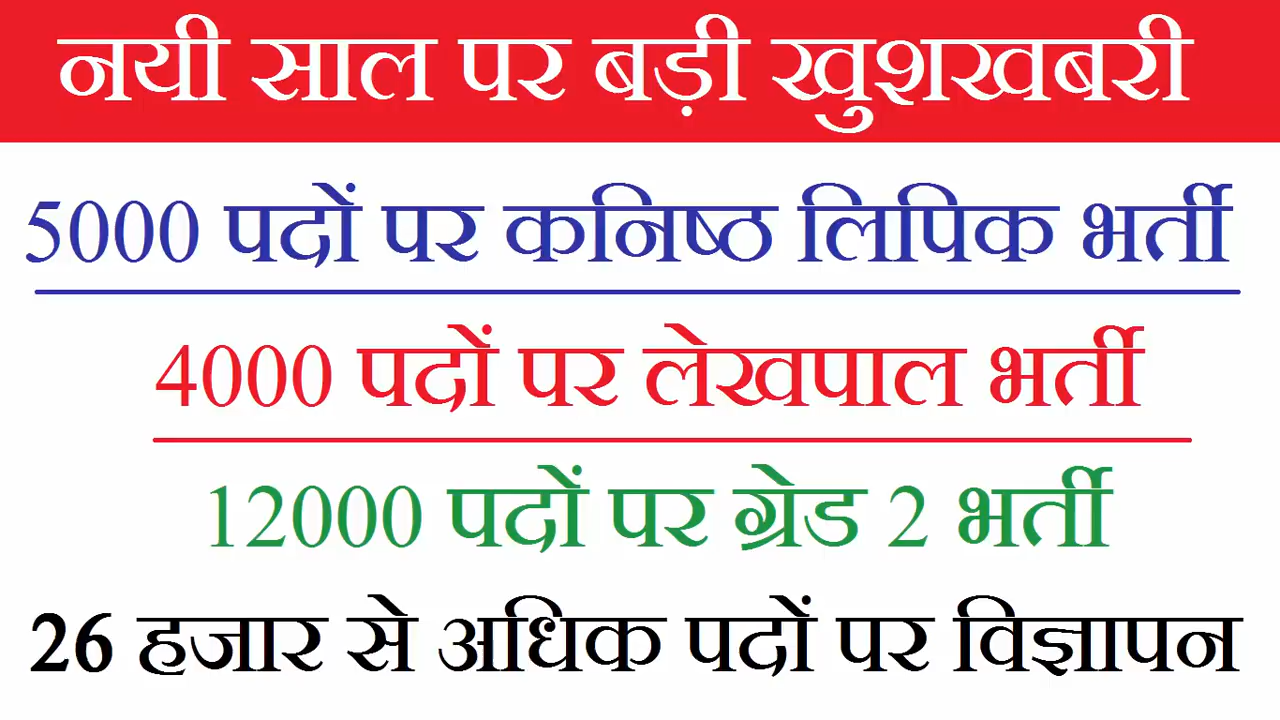 नयी साल पर बड़ी खुशखबरी
5000 पदों पर कनिष्ठ लिपिक भर्ती
4000 पदों पर लेखपाल भर्ती
12000 पदों पर ग्रेड 2 भर्ती
26 हजार से अधिक पदों पर विज्ञापन